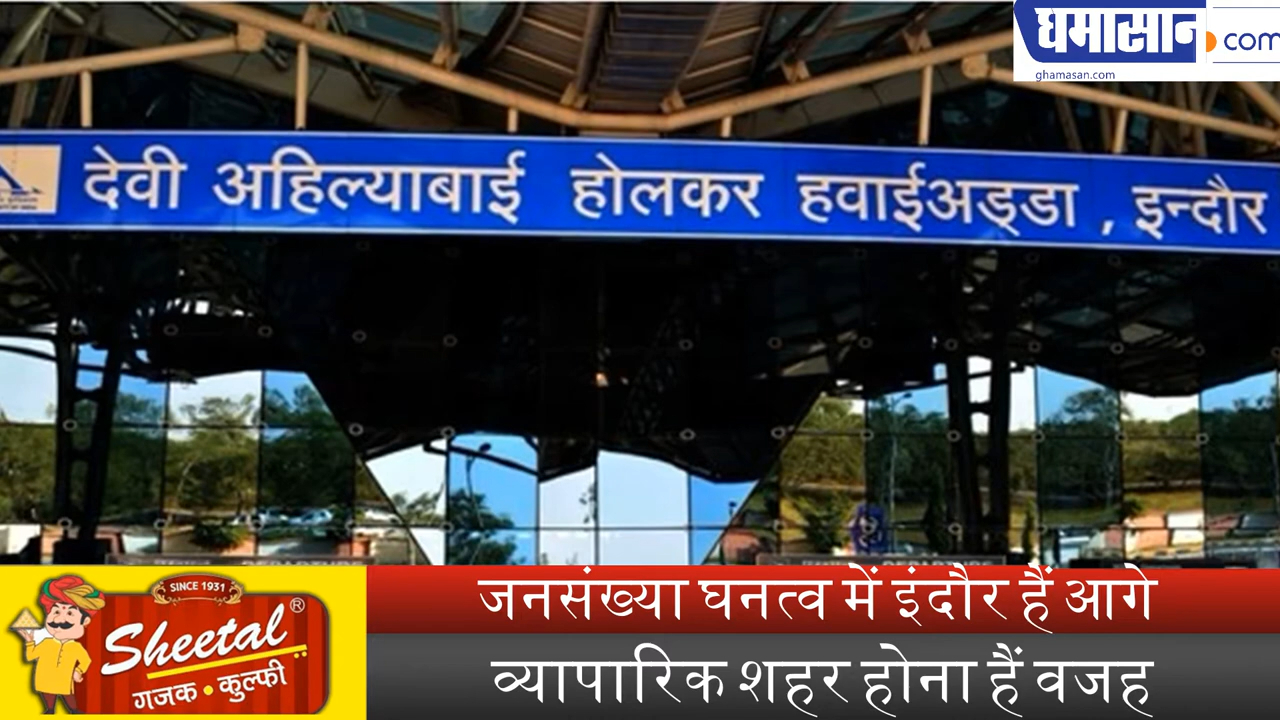 घमासान.com
ghamasan.com
देवी अहिल्याबाई होलकर हवाईअड्डा , इन्दौर
SINCE 1931
Sheetal ®
गजक • कुल्फी
जनसंख्या घनत्व में इंदौर हैं आगे
व्यापारिक शहर होना हैं वजह